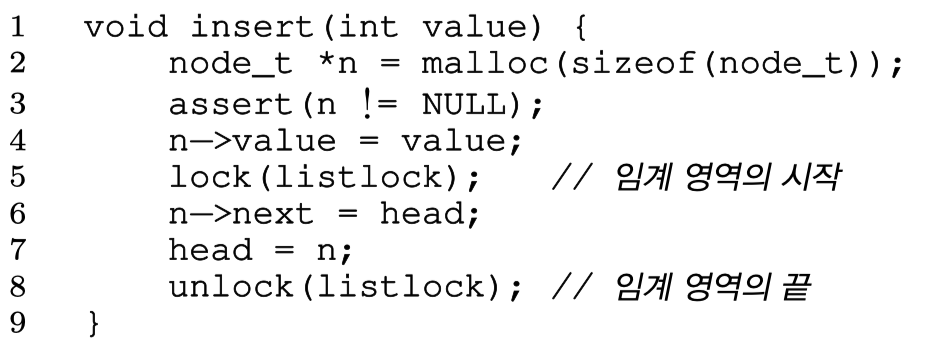 1 void insert(int value) {
2 node_t *n = malloc(sizeof(node_t));
3 assert(n != NULL);
4 n->value = value;
5 lock(listlock); // 임계 영역의 시작
6 n->next = head;
7 head = n;
8 unlock(listlock); // 임계 영역의 끝
9 }